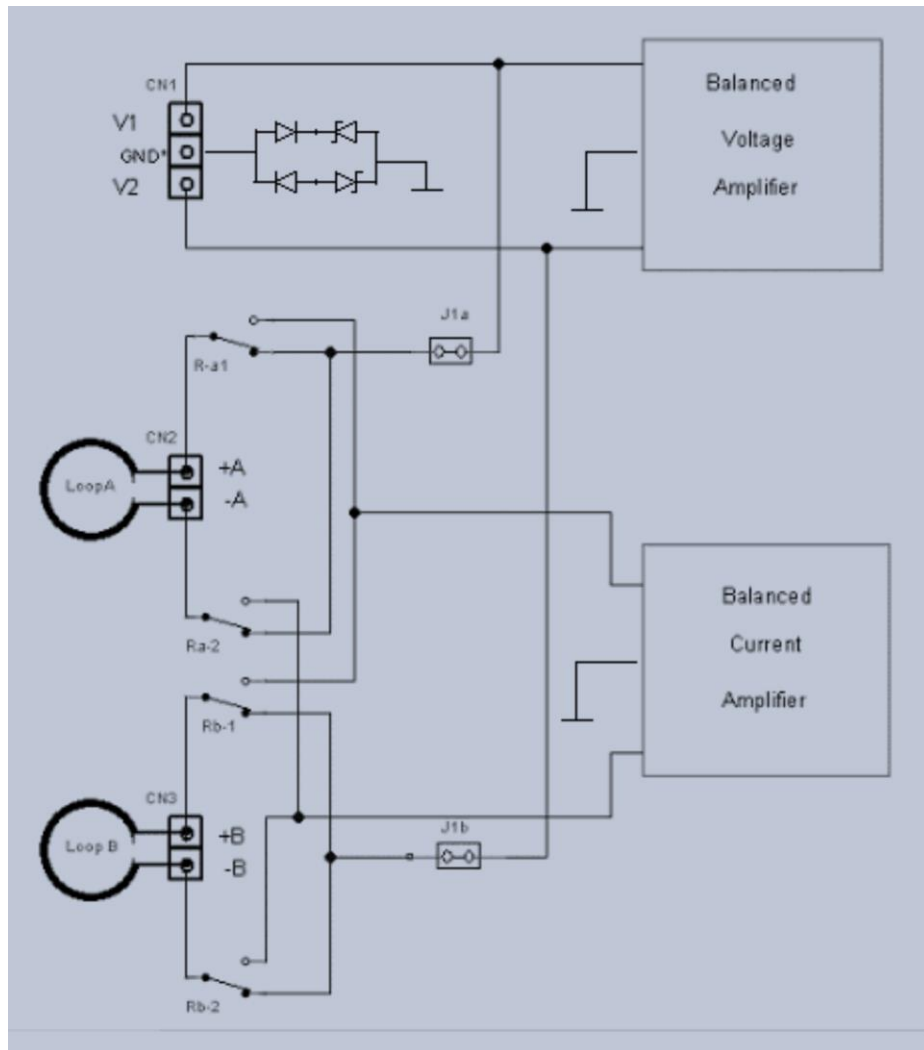 CN1
V1
GND*
V2
Balanced
Voltage
Amplifier
J1a
R-a1
CN2
LoopA
+A
-A
Ra-2
Balanced
Current
Amplifier
Rb-1
CN3
Loop B
+B
-B
J1b
Rb-2